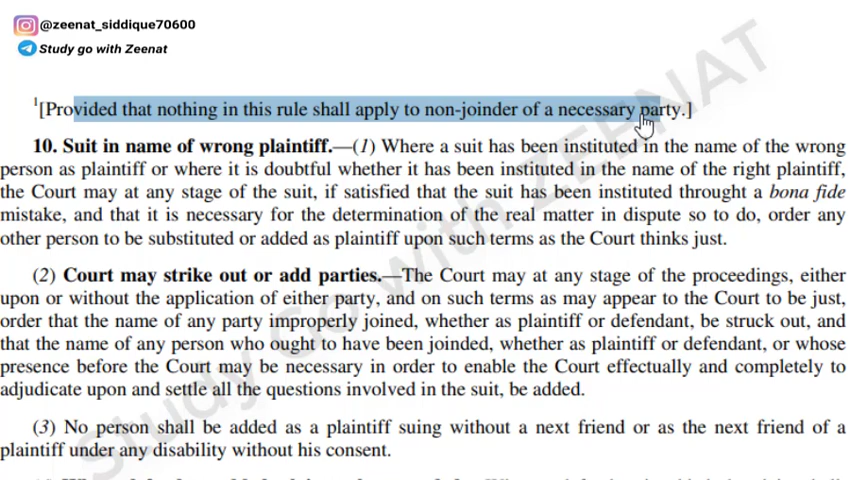 @zeenat_siddique70600
Study go with Zeenat
1[Provided that nothing in this rule shall apply to non-joinder of a necessary party.]
10. Suit in name of wrong plaintiff.—(1) Where a suit has been instituted in the name of the wrong
person as plaintiff or where it is doubtful whether it has been instituted in the name of the right plaintiff,
the Court may at any stage of the suit, if satisfied that the suit has been instituted throught a bona fide
mistake, and that it is necessary for the determination of the real matter in dispute so to do, order any
other person to be substituted or added as plaintiff upon such terms as the Court thinks just.
(2) Court may strike out or add parties.—The Court may at any stage of the proceedings, either
upon or without the application of either party, and on such terms as may appear to the Court to be just,
order that the name of any party improperly joined, whether as plaintiff or defendant, be struck out, and
that the name of any person who ought to have been joinded, whether as plaintiff or defendant, or whose
presence before the Court may be necessary in order to enable the Court effectually and completely to
adjudicate upon and settle all the questions involved in the suit, be added.
(3) No person shall be added as a plaintiff suing without a next friend or as the next friend of a
plaintiff under any disability without his consent.
Study Go with ZEENAT